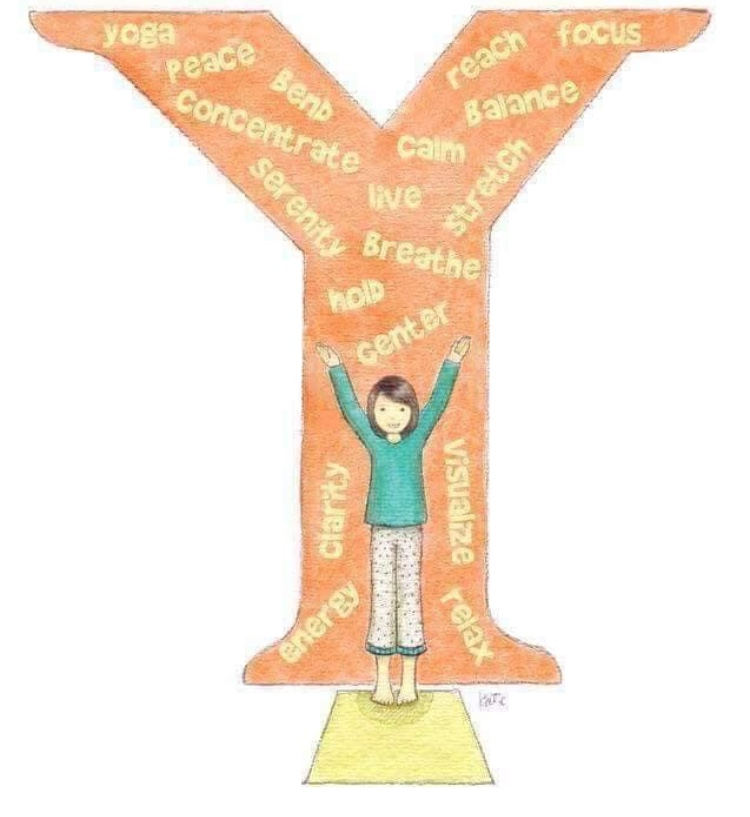 yoga
focus
reach
Peace
Bend
Balance
concentrate
calm
stretch
serenity
live
Breathe
hold
center
clarity
visualize
energy
relax